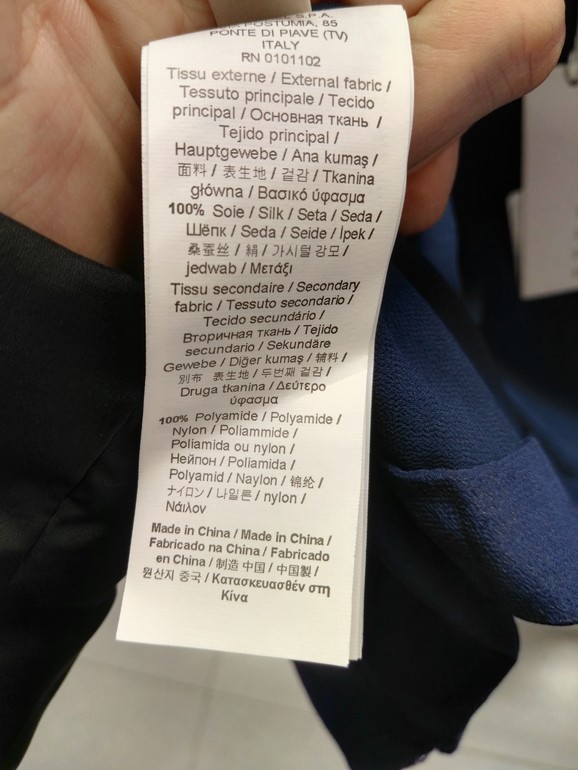 S.P.A.
POSTUMIA, 85
PONTE DI PIAVE (TV)
ITALY
RN 0101102
Tissu externe / External fabric /
Tessuto principale / Tecido
principal / Основная ткань /
Tejido principal /
Hauptgewebe / Ana kumaş /
面料 / 表生地 / 겉감 / Tkanina
główna / Βασικό ύφασμα
100% Soie / Silk / Seta / Seda /
Шёпк / Seda / Seide / İpek /
桑蚕丝 / 絹 / 가시털 감모 /
jedwab / Μετάξι
Tissu secondaire / Secondary
fabric / Tessuto secondario /
Tecido secundário /
Вторичная ткань / Tejido
secundario / Sekundäre
Gewebe / Diğer kumaş / 辅料 /
別布 表生地 / 두번째 겉감 /
Druga tkanina / Δεύτερο
ύφασμα
100% Polyamide / Polyamide /
Nylon / Poliammide /
Poliamida ou nylon /
Нейпон / Poliamida /
Polyamid / Naylon / 锦纶 /
ナイロン / 나일론 / nylon /
Νάιλον
Made in China / Made in China /
Fabricado na China / Fabricado
en China / 制造 中国 / 中国製 /
원산지 중국 / Κατασκευασθέν στη
Κίνα